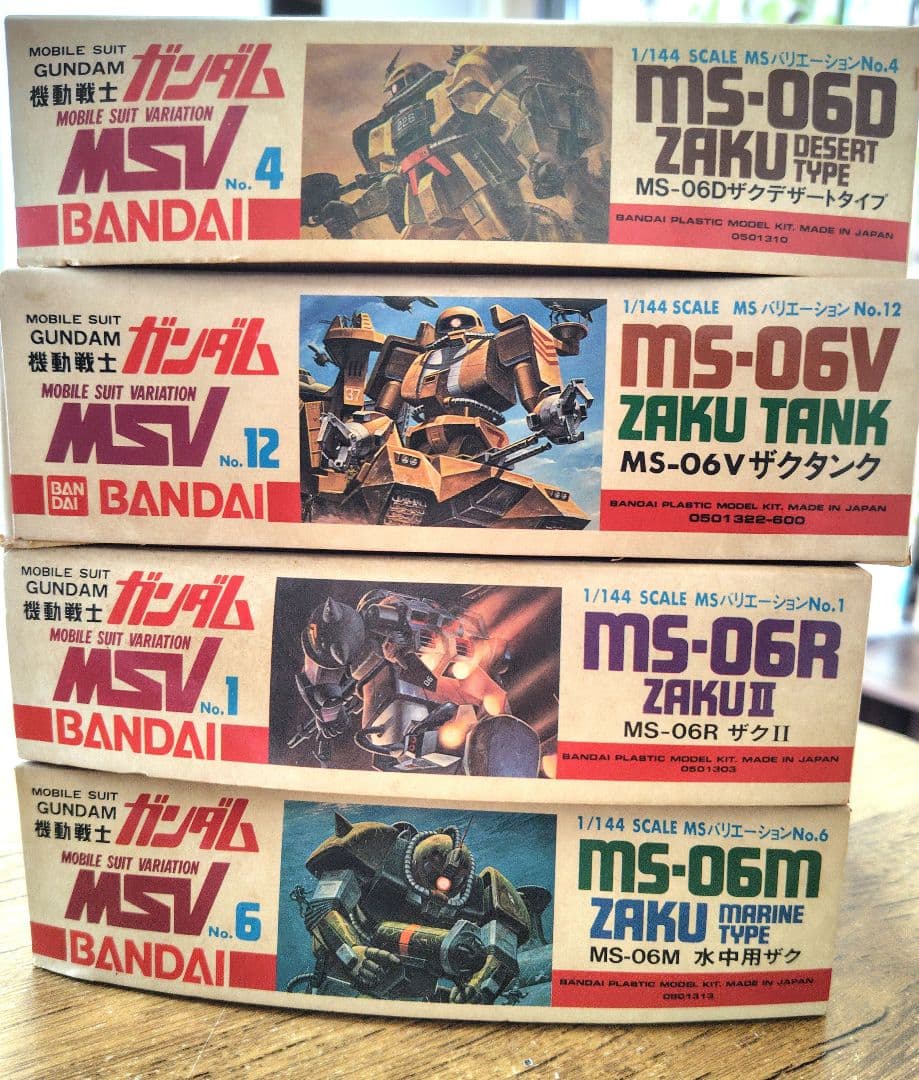 MOBILE SUIT
GUNDAM
機動戦士
ガンダム
MOBILE SUIT VARIATION
MSV
No.4
BANDAI
226
1/144 SCALE MSバリエーションNo.4
MS-06D
ZAKU DESERT TYPE
MS-06Dザクデザートタイプ
BANDAI PLASTIC MODEL KIT. MADE IN JAPAN
0501310
MOBILE SUIT
GUNDAM
機動戦士
ガンダム
MOBILE SUIT VARIATION
MSV
No.12
BANDAI
BANDAI
37
1/144 SCALE MSバリエーションNo.12
MS-06V
ZAKU TANK
MS-06Vザクタンク
BANDAI PLASTIC MODEL KIT. MADE IN JAPAN
0501322-600
MOBILE SUIT
GUNDAM
機動戦士
ガンダム
MOBILE SUIT VARIATION
MSV
No.1
BANDAI
06
1/144 SCALE MSバリエーションNo.1
MS-06R
ZAKU II
MS-06R ザクII
BANDAI PLASTIC MODEL KIT. MADE IN JAPAN
0501303
MOBILE SUIT
GUNDAM
機動戦士
ガンダム
MOBILE SUIT VARIATION
MSV
No.6
BANDAI
1/144 SCALE MSバリエーションNo.6
MS-06M
ZAKU MARINE TYPE
MS-06M 水中用ザク
BANDAI PLASTIC MODEL KIT. MADE IN JAPAN
0501313